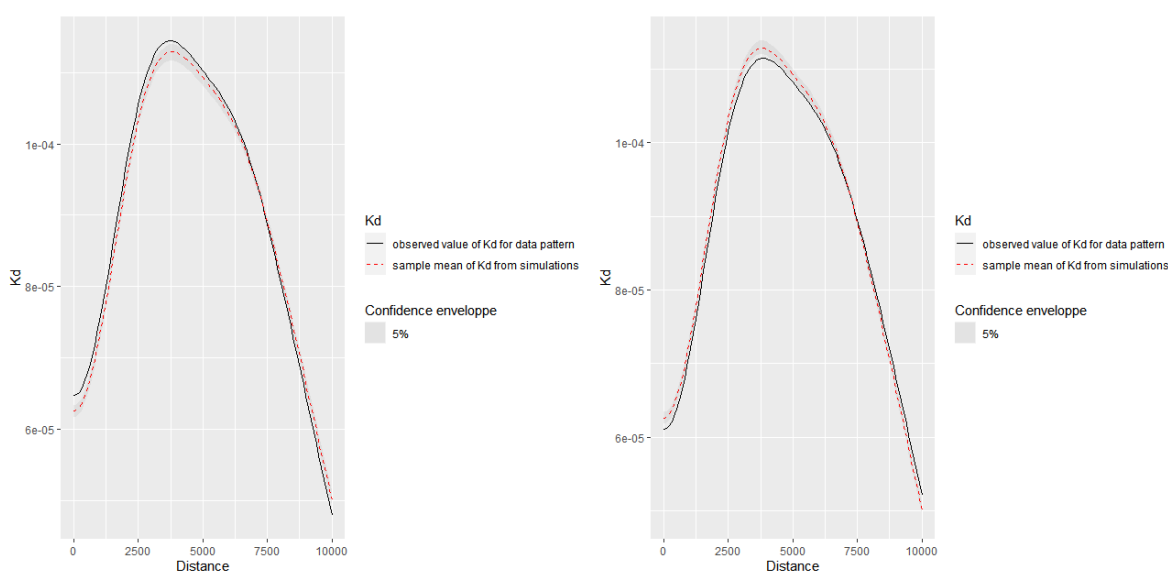 1e-04
8e-05
6e-05
Kd
0 2500 5000 7500 10000
Distance
Kd
observed value of Kd for data pattern
sample mean of Kd from simulations
Confidence enveloppe
5%
1e-04
8e-05
6e-05
Kd
0 2500 5000 7500 10000
Distance
Kd
observed value of Kd for data pattern
sample mean of Kd from simulations
Confidence enveloppe
5%